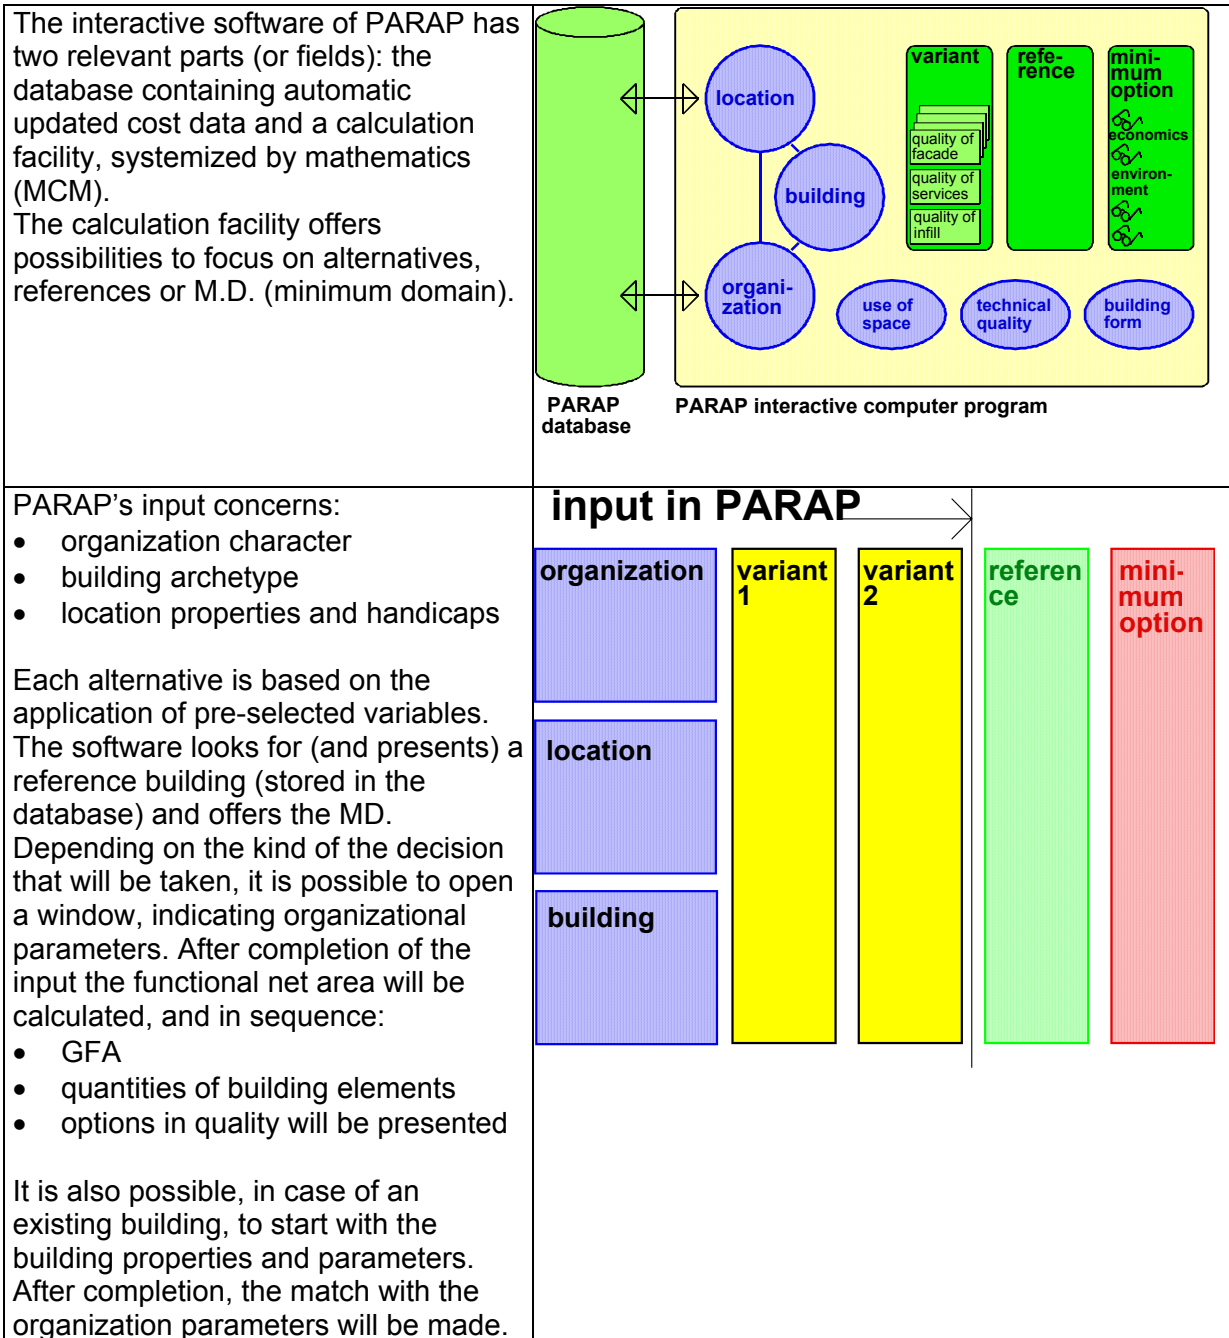 The interactive software of PARAP has
two relevant parts (or fields): the
database containing automatic
updated cost data and a calculation
facility, systemized by mathematics
(MCM).
The calculation facility offers
possibilities to focus on alternatives,
references or M.D. (minimum domain).
location
building
organi-
zation
variant
quality of
facade
quality of
services
quality of
infill
refe-
rence
mini-
mum
option
economics
environ-
ment
use of
space
technical
quality
building
form
PARAP
database
PARAP interactive computer program
PARAP’s input concerns:
• organization character
• building archetype
• location properties and handicaps
Each alternative is based on the
application of pre-selected variables.
The software looks for (and presents) a
reference building (stored in the
database) and offers the MD.
Depending on the kind of the decision
that will be taken, it is possible to open
a window, indicating organizational
parameters. After completion of the
input the functional net area will be
calculated, and in sequence:
• GFA
• quantities of building elements
• options in quality will be presented
It is also possible, in case of an
existing building, to start with the
building properties and parameters.
After completion, the match with the
organization parameters will be made.
input in PARAP
organization
location
building
variant
1
variant
2
referen
ce
mini-
mum
option